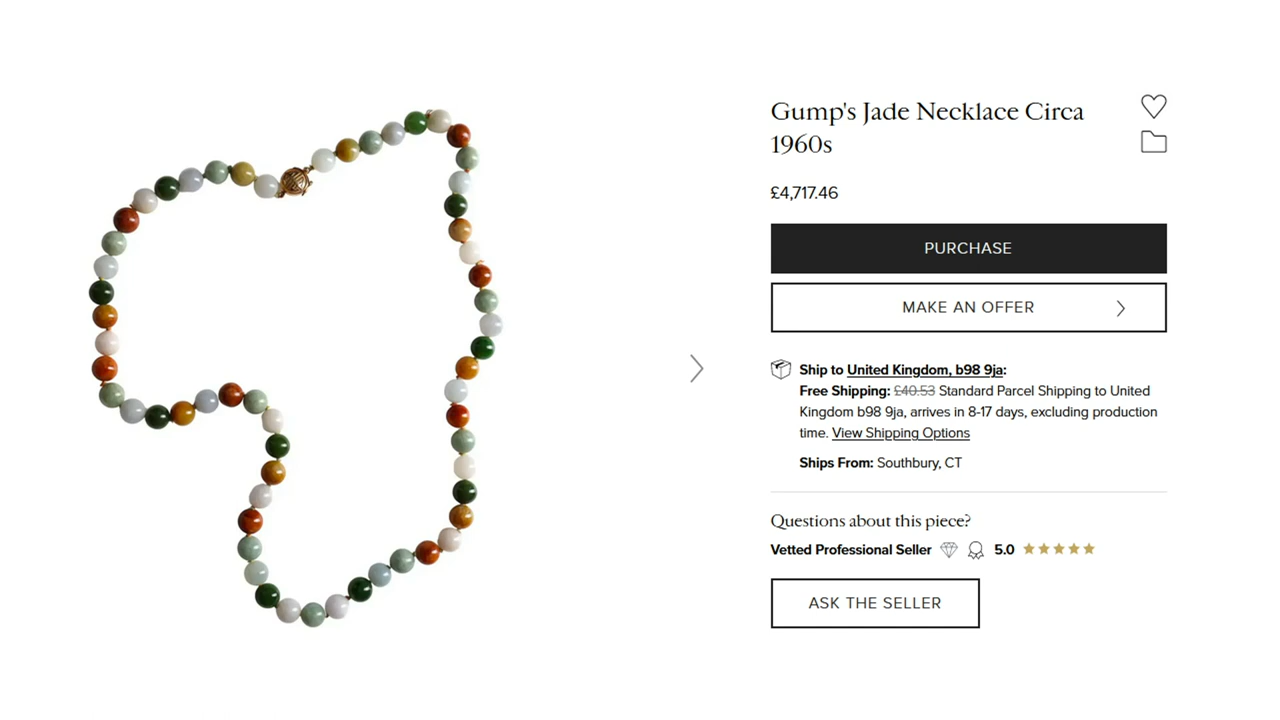 Gump's Jade Necklace Circa
1960s
£4,717.46
PURCHASE
MAKE AN OFFER
Ship to United Kingdom, b98 9ja:
Free Shipping: £40.53 Standard Parcel Shipping to United
Kingdom b98 9ja, arrives in 8-17 days, excluding production
time. View Shipping Options
Ships From: Southbury, CT
Questions about this piece?
Vetted Professional Seller 5.0
ASK THE SELLER